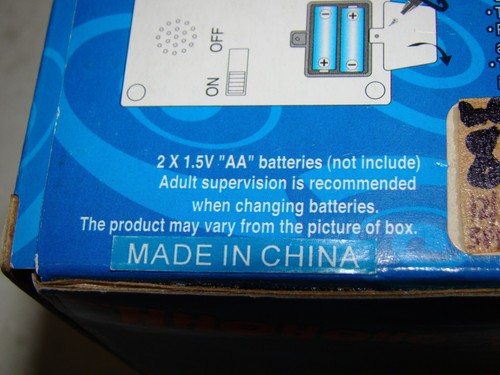 OFF
ON
2 X 1.5V "AA" batteries (not include)
Adult supervision is recommended
when changing batteries.
The product may vary from the picture of box.
MADE IN CHINA